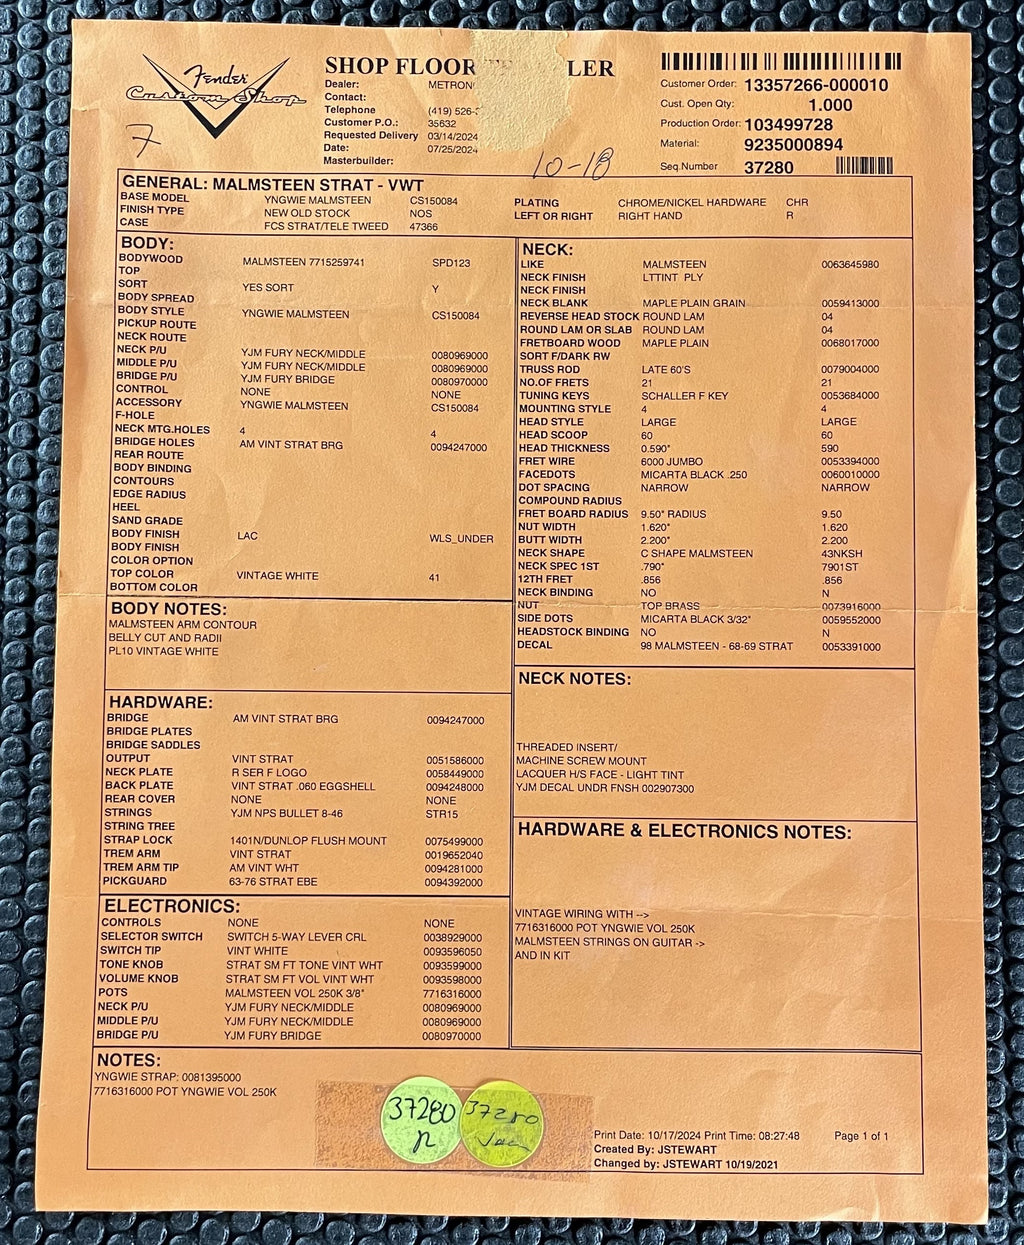 Fender
Custom Shop
SHOP FLOOR LER
Dealer: METRON
Contact:
Telephone (419) 526-
Customer P.O.: 35632
Requested Delivery 03/14/2024
Date: 07/25/2024
Masterbuilder:
Customer Order: 13357266-000010
Cust. Open Qty: 1.000
Production Order: 103499728
Material: 9235000894
Seq.Number 37280
7
10-18
GENERAL: MALMSTEEN STRAT - VWT
BASE MODEL YNGWIE MALMSTEEN CS150084
FINISH TYPE NEW OLD STOCK NOS
CASE FCS STRAT/TELE TWEED 47366
PLATING CHROME/NICKEL HARDWARE CHR
LEFT OR RIGHT RIGHT HAND R
BODY:
BODYWOOD MALMSTEEN 7715259741 SPD123
TOP
SORT YES SORT Y
BODY SPREAD
BODY STYLE YNGWIE MALMSTEEN CS150084
PICKUP ROUTE
NECK ROUTE
NECK P/U YJM FURY NECK/MIDDLE 0080969000
MIDDLE P/U YJM FURY NECK/MIDDLE 0080969000
BRIDGE P/U YJM FURY BRIDGE 0080970000
CONTROL NONE NONE
ACCESSORY YNGWIE MALMSTEEN CS150084
F-HOLE
NECK MTG.HOLES 4 4
BRIDGE HOLES AM VINT STRAT BRG 0094247000
REAR ROUTE
BODY BINDING
CONTOURS
EDGE RADIUS
HEEL
SAND GRADE
BODY FINISH LAC WLS_UNDER
BODY FINISH
COLOR OPTION
TOP COLOR VINTAGE WHITE 41
BOTTOM COLOR
BODY NOTES:
MALMSTEEN ARM CONTOUR
BELLY CUT AND RADII
PL10 VINTAGE WHITE
HARDWARE:
BRIDGE AM VINT STRAT BRG 0094247000
BRIDGE PLATES
BRIDGE SADDLES
OUTPUT VINT STRAT 0051586000
NECK PLATE R SER F LOGO 0058449000
BACK PLATE VINT STRAT .060 EGGSHELL 0094248000
REAR COVER NONE NONE
STRINGS YJM NPS BULLET 8-46 STR15
STRING TREE
STRAP LOCK 1401N/DUNLOP FLUSH MOUNT 0075499000
TREM ARM VINT STRAT 0019652040
TREM ARM TIP AM VINT WHT 0094281000
PICKGUARD 63-76 STRAT EBE 0094392000
ELECTRONICS:
CONTROLS NONE NONE
SELECTOR SWITCH SWITCH 5-WAY LEVER CRL 0038929000
SWITCH TIP VINT WHITE 0093596050
TONE KNOB STRAT SM FT TONE VINT WHT 0093599000
VOLUME KNOB STRAT SM FT VOL VINT WHT 0093598000
POTS MALMSTEEN VOL 250K 3/8" 7716316000
NECK P/U YJM FURY NECK/MIDDLE 0080969000
MIDDLE P/U YJM FURY NECK/MIDDLE 0080969000
BRIDGE P/U YJM FURY BRIDGE 0080970000
NECK:
LIKE MALMSTEEN 0063645980
NECK FINISH LTTINT PLY
NECK FINISH
NECK BLANK MAPLE PLAIN GRAIN 0059413000
REVERSE HEAD STOCK ROUND LAM 04
ROUND LAM OR SLAB ROUND LAM 04
FRETBOARD WOOD MAPLE PLAIN 0068017000
SORT F/DARK RW
TRUSS ROD LATE 60'S 0079004000
NO.OF FRETS 21 21
TUNING KEYS SCHALLER F KEY 0053684000
MOUNTING STYLE 4 4
HEAD STYLE LARGE LARGE
HEAD SCOOP 60 60
HEAD THICKNESS 0.590" 590
FRET WIRE 6000 JUMBO 0053394000
FACEDOTS MICARTA BLACK .250 0060010000
DOT SPACING NARROW NARROW
COMPOUND RADIUS
FRET BOARD RADIUS 9.50" RADIUS 9.50
NUT WIDTH 1.620" 1.620
BUTT WIDTH 2.200" 2.200
NECK SHAPE C SHAPE MALMSTEEN 43NKSH
NECK SPEC 1ST .790" 7901ST
12TH FRET .856 .856
NECK BINDING NO N
NUT TOP BRASS 0073916000
SIDE DOTS MICARTA BLACK 3/32" 0059552000
HEADSTOCK BINDING NO N
DECAL 98 MALMSTEEN - 68-69 STRAT 0053391000
NECK NOTES:
THREADED INSERT/
MACHINE SCREW MOUNT
LACQUER H/S FACE - LIGHT TINT
YJM DECAL UNDR FNSH 002907300
HARDWARE & ELECTRONICS NOTES:
VINTAGE WIRING WITH -->
7716316000 POT YNGWIE VOL 250K
MALMSTEEN STRINGS ON GUITAR ->
AND IN KIT
NOTES:
YNGWIE STRAP: 0081395000
7716316000 POT YNGWIE VOL 250K
37280
37280
Print Date: 10/17/2024 Print Time: 08:27:48 Page 1 of 1
Created By: JSTEWART
Changed by: JSTEWART 10/19/2021